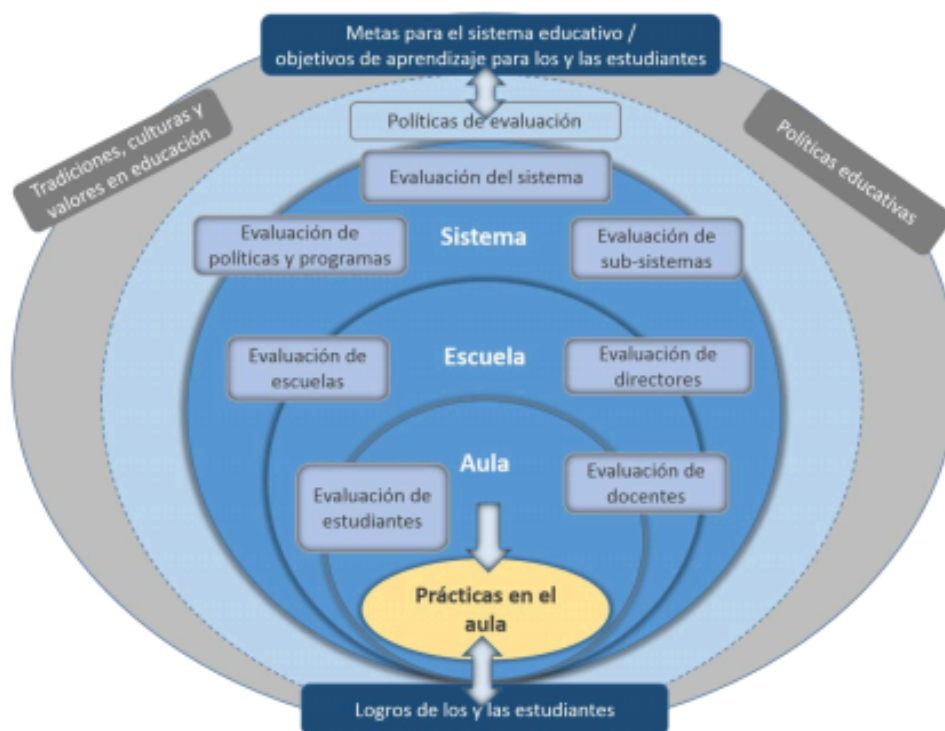 Metas para el sistema educativo /
objetivos de aprendizaje para los y las estudiantes
Tradiciones, culturas y
valores en educación
Políticas de evaluación
Políticas educativas
Evaluación del sistema
Evaluación de
políticas y programas
Sistema
Evaluación de
sub-sistemas
Evaluación de
escuelas
Escuela
Evaluación de
directores
Aula
Evaluación de
estudiantes
Evaluación de
docentes
Prácticas en el
aula
Logros de los y las estudiantes